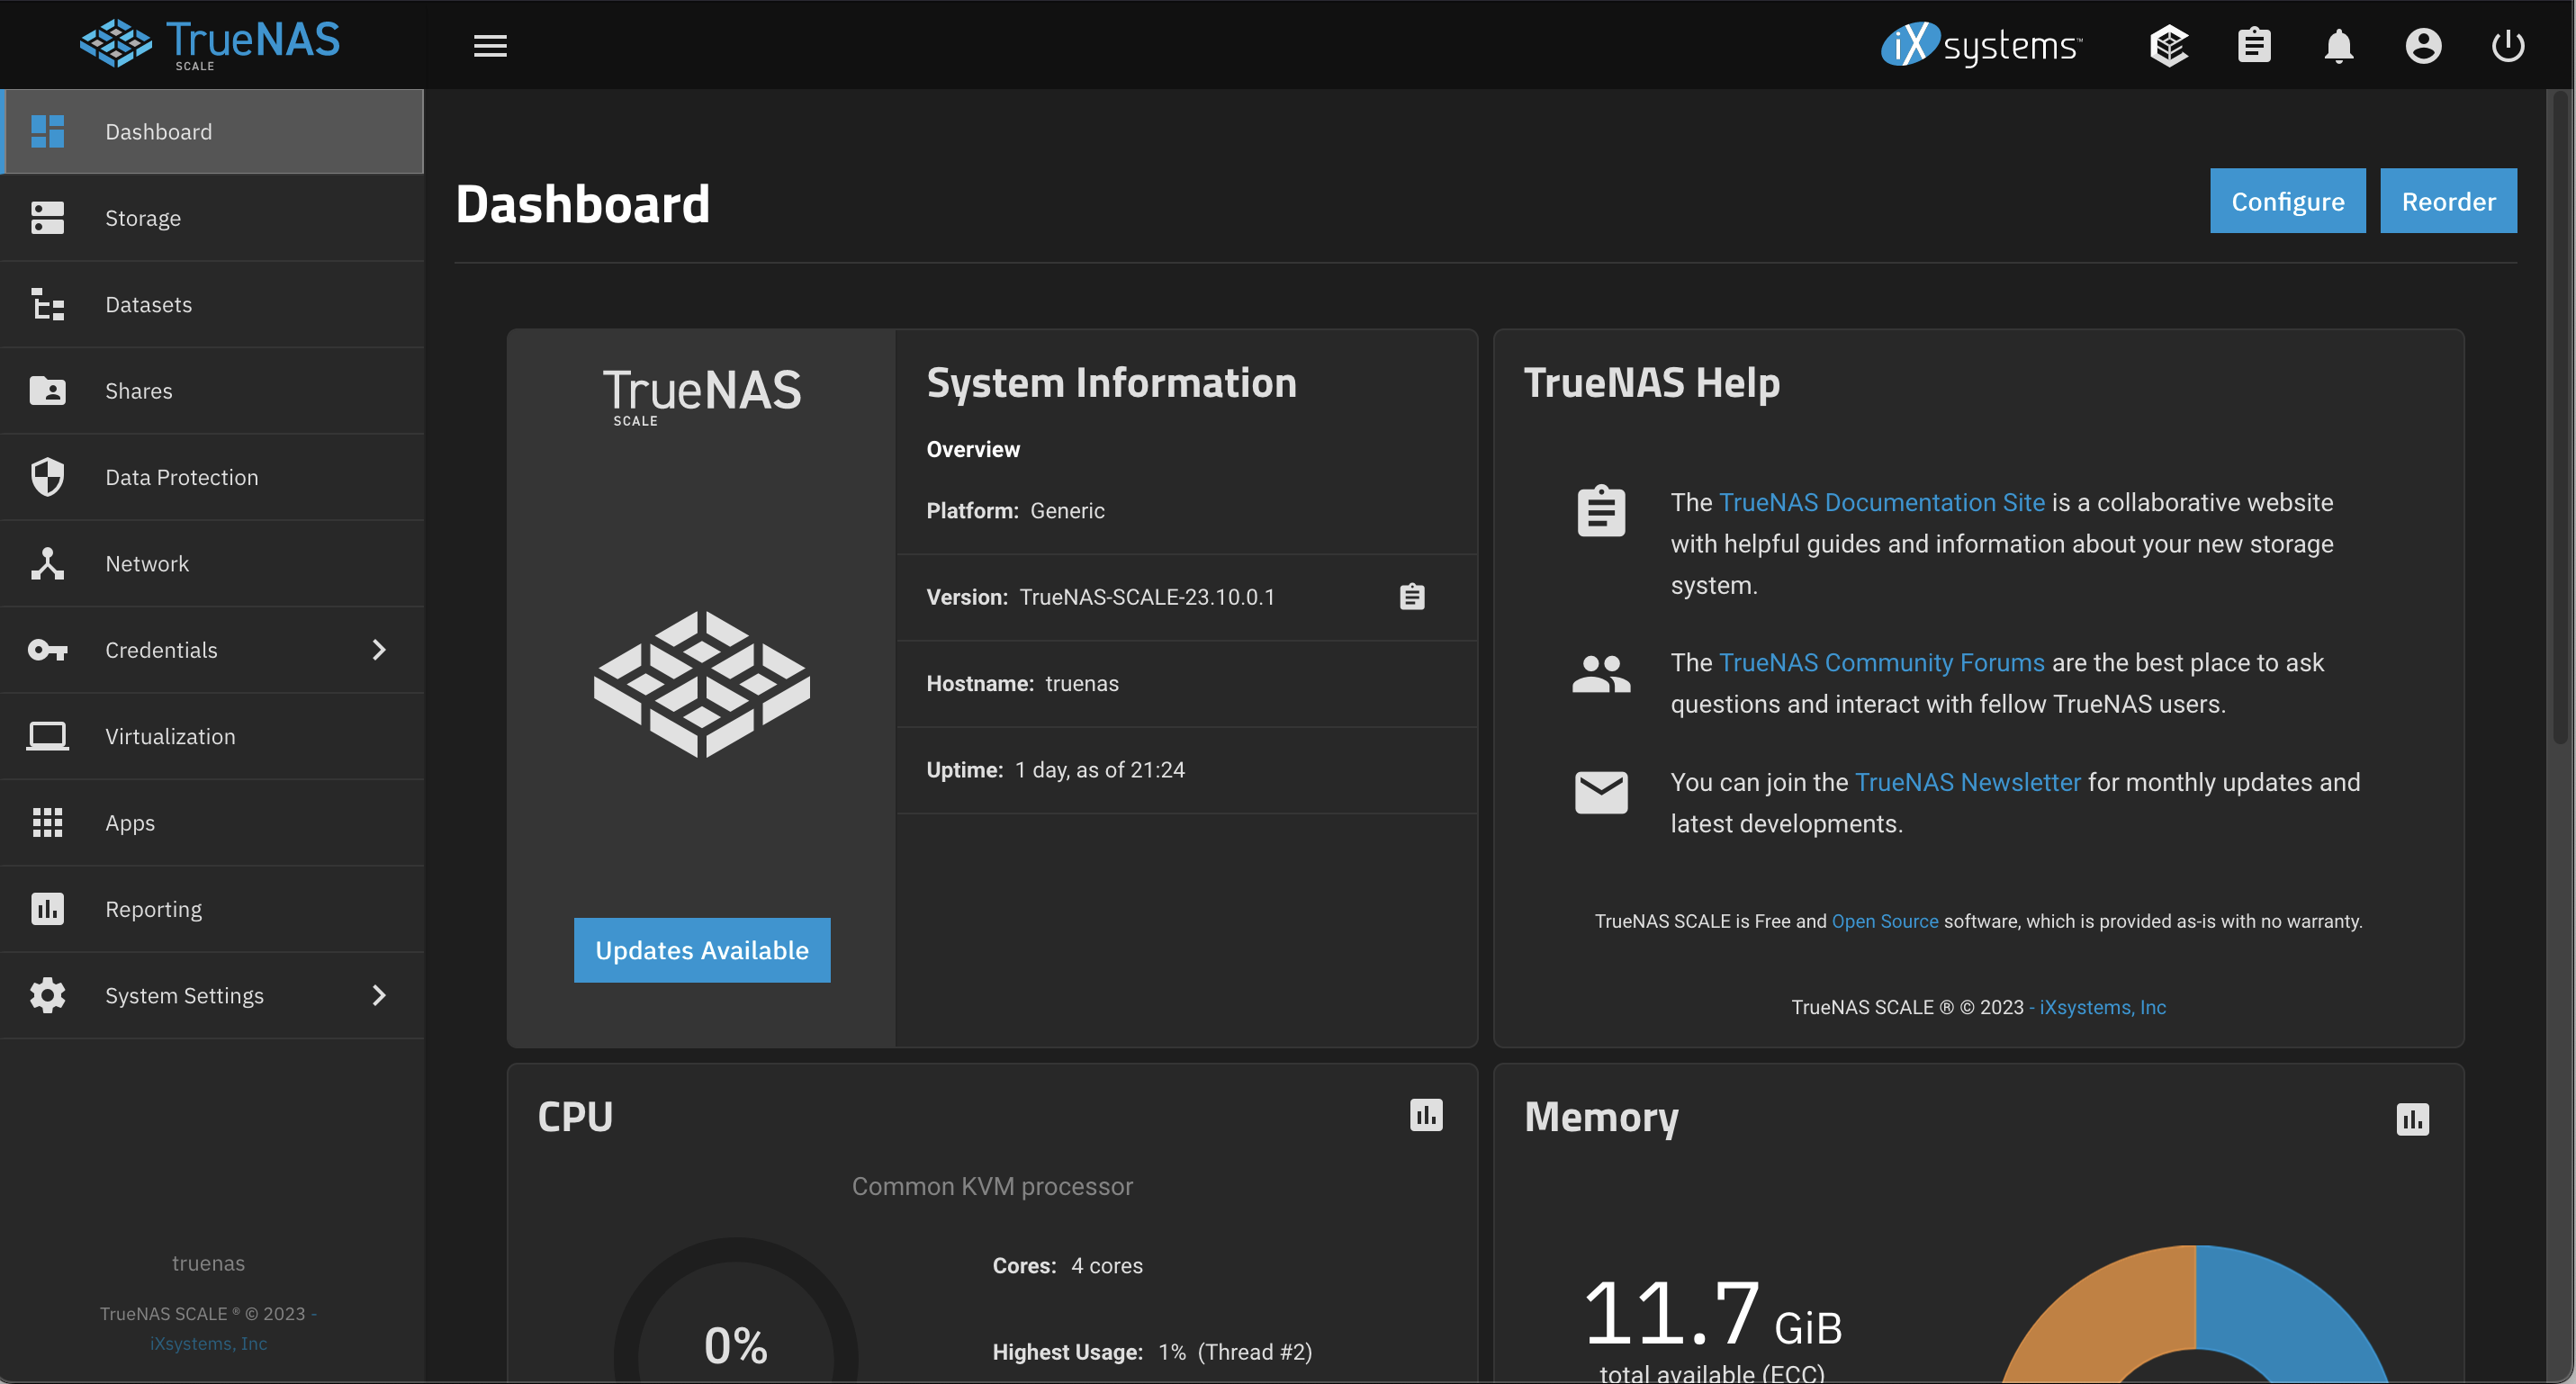 TrueNAS
SCALE
iXsystems™
Dashboard
Storage
Datasets
Shares
Data Protection
Network
Credentials
Virtualization
Apps
Reporting
System Settings
truenas
TrueNAS SCALE ® © 2023 -
iXsystems, Inc
Dashboard
Configure
Reorder
TrueNAS
SCALE
Updates Available
System Information
Overview
Platform: Generic
Version: TrueNAS-SCALE-23.10.0.1
Hostname: truenas
Uptime: 1 day, as of 21:24
TrueNAS Help
The TrueNAS Documentation Site is a collaborative website
with helpful guides and information about your new storage
system.
The TrueNAS Community Forums are the best place to ask
questions and interact with fellow TrueNAS users.
You can join the TrueNAS Newsletter for monthly updates and
latest developments.
TrueNAS SCALE is Free and Open Source software, which is provided as-is with no warranty.
TrueNAS SCALE ® © 2023 - iXsystems, Inc
CPU
Common KVM processor
0%
Cores: 4 cores
Highest Usage: 1% (Thread #2)
Memory
11.7 GiB
total available (ECC)